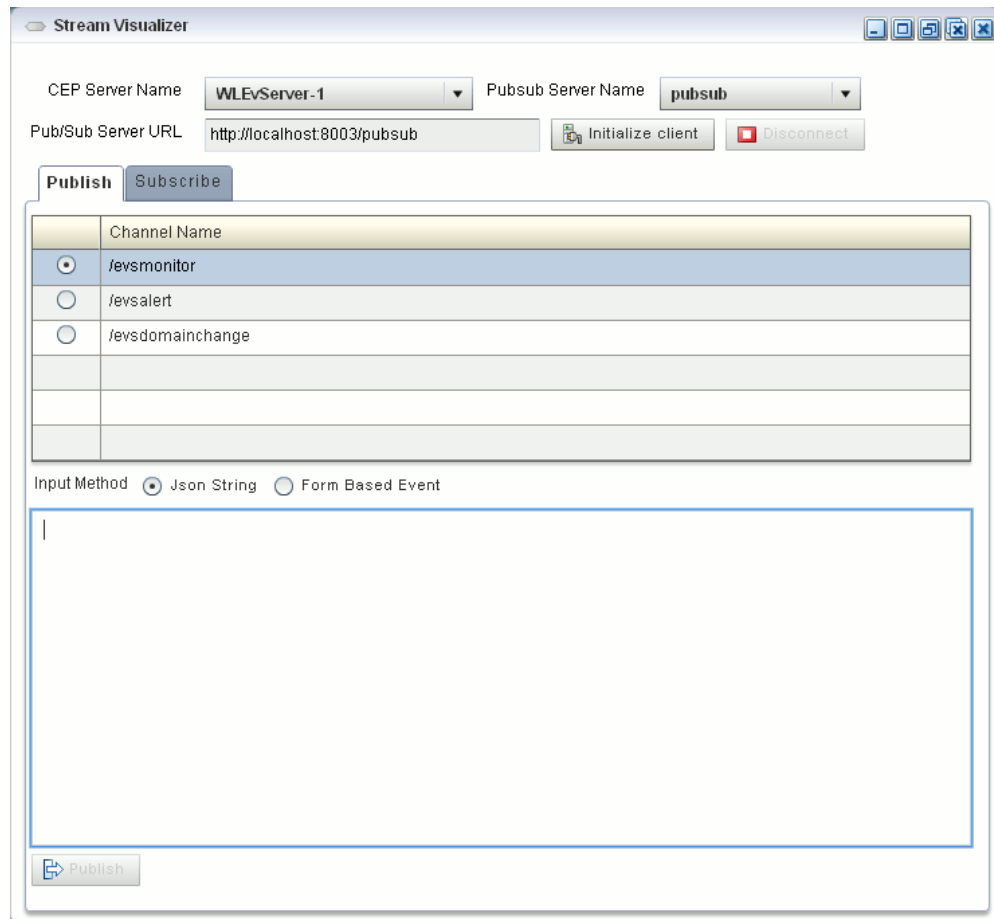 Stream Visualizer
CEP Server Name WLEvServer-1 Pubsub Server Name pubsub
Pub/Sub Server URL http://localhost:8003/pubsub Initialize client Disconnect
Publish Subscribe
Channel Name
/evsmonitor
/evsalert
/evsdomainchange
Input Method Json String Form Based Event
Publish